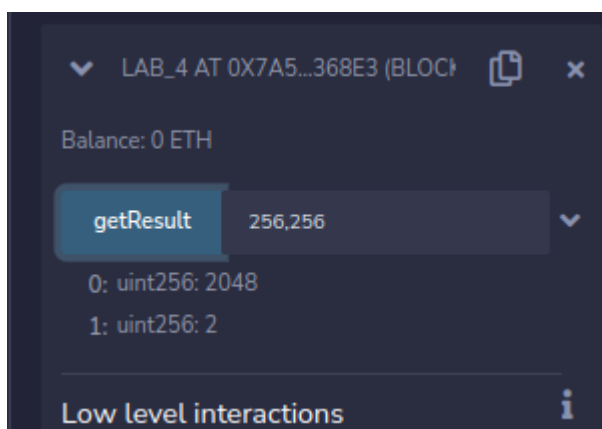 LAB_4 AT 0X7A5...368E3 (BLOCK
Balance: 0 ETH
getResult 256,256
0: uint256: 2048
1: uint256: 2
Low level interactions